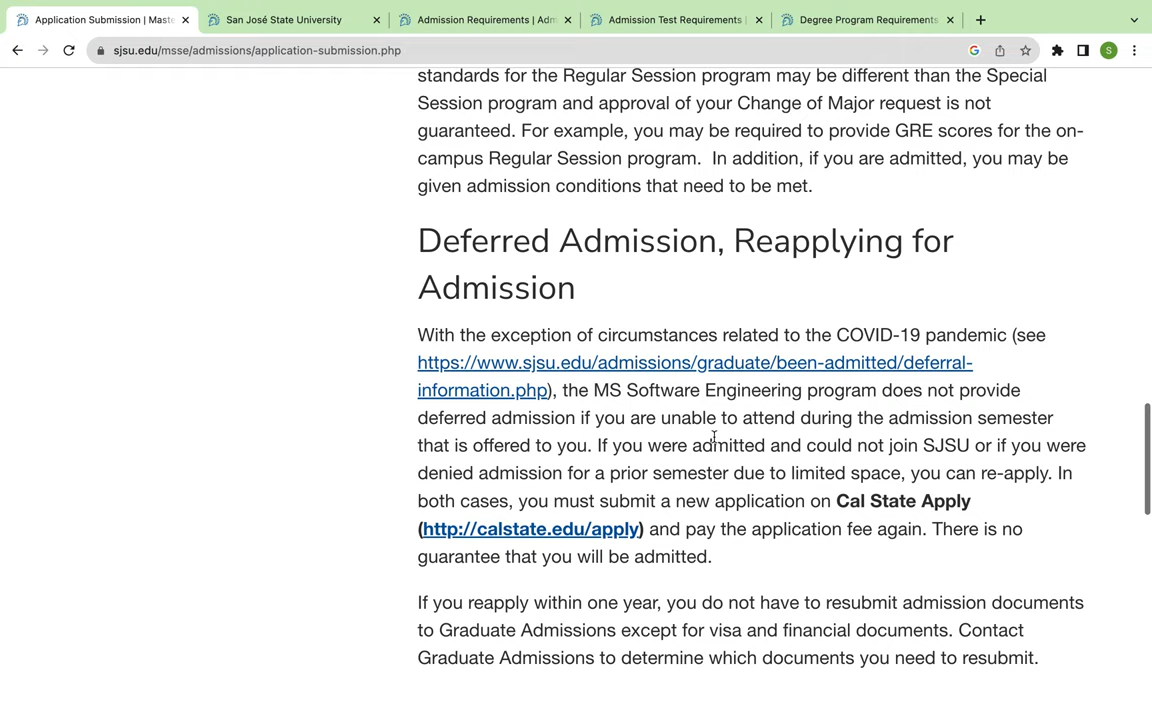 Application Submission | Maste
San José State University
Admission Requirements | Adm
Admission Test Requirements |
Degree Program Requirements
sjsu.edu/msse/admissions/application-submission.php
S
standards for the Regular Session program may be different than the Special
Session program and approval of your Change of Major request is not
guaranteed. For example, you may be required to provide GRE scores for the on-
campus Regular Session program.  In addition, if you are admitted, you may be
given admission conditions that need to be met.
Deferred Admission, Reapplying for
Admission
With the exception of circumstances related to the COVID-19 pandemic (see
https://www.sjsu.edu/admissions/graduate/been-admitted/deferral-
information.php), the MS Software Engineering program does not provide
deferred admission if you are unable to attend during the admission semester
that is offered to you. If you were admitted and could not join SJSU or if you were
denied admission for a prior semester due to limited space, you can re-apply. In
both cases, you must submit a new application on Cal State Apply
(http://calstate.edu/apply) and pay the application fee again. There is no
guarantee that you will be admitted.
If you reapply within one year, you do not have to resubmit admission documents
to Graduate Admissions except for visa and financial documents. Contact
Graduate Admissions to determine which documents you need to resubmit.